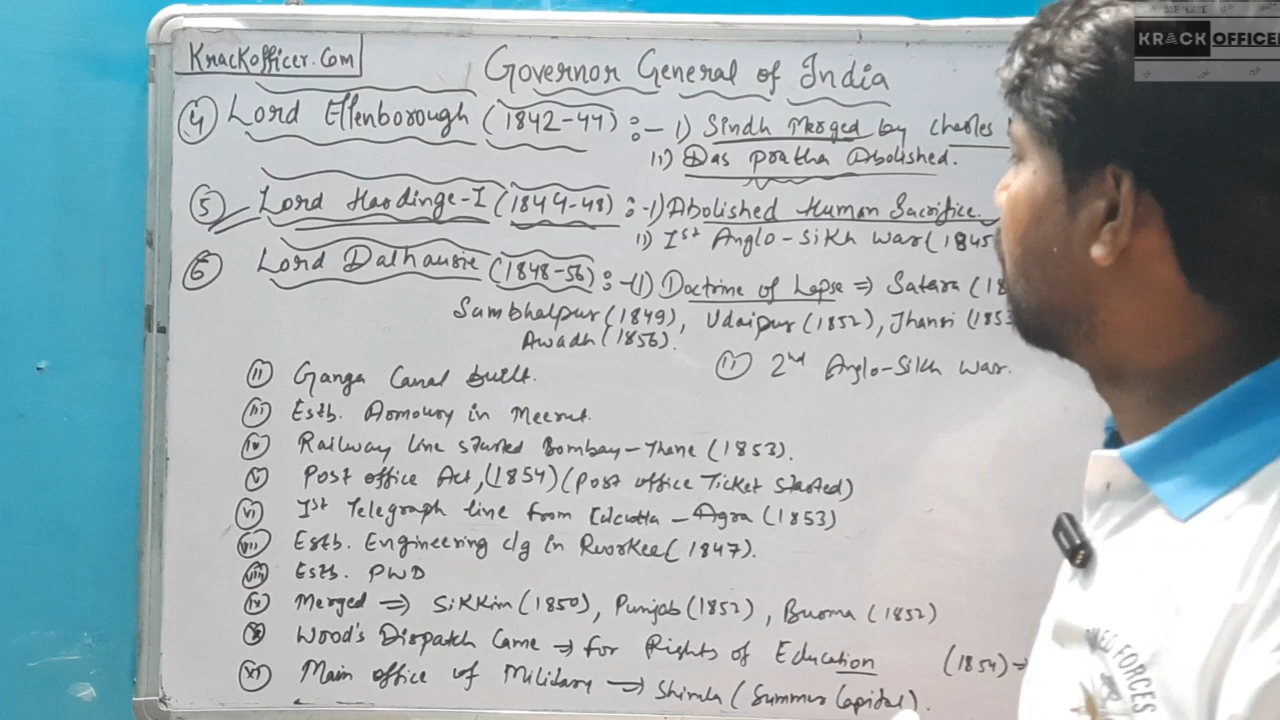 KRACK OFFICER
Krackofficer.Com
Governor General of India
4 Lord Ellenborough (1842-44) :- i) Sindh Merged by Charles
ii) Das pratha Abolished.
5 Lord Hardinge-I (1844-48) :- i) Abolished Human Sacrifice.
ii) Ist Anglo-Sikh War (1845
6 Lord Dalhausie (1848-56) :- (i) Doctrine of Lapse ⇒ Satara (18
Sambhalpur (1849), Udaipur (1852), Jhansi (1853
Awadh (1856).
ii Ganga Canal built.
2nd Anglo-Sikh war.
iii Estb. Armoury in Meerut.
iv Railway line started Bombay-Thane (1853).
v Post office Act, (1854) (Post office Ticket started)
vi Ist Telegraph line from Calcutta - Agra (1853)
vii Estb. Engineering clg in Roorkee (1847).
viii Estb. PWD
ix Merged ⇒ Sikkim (1850), Punjab (1852), Burma (1852)
x Wood's Dispatch Came → for Rights of Education (1854) →
xi Main office of Military → Shimla (Summer Capital).
FORCES